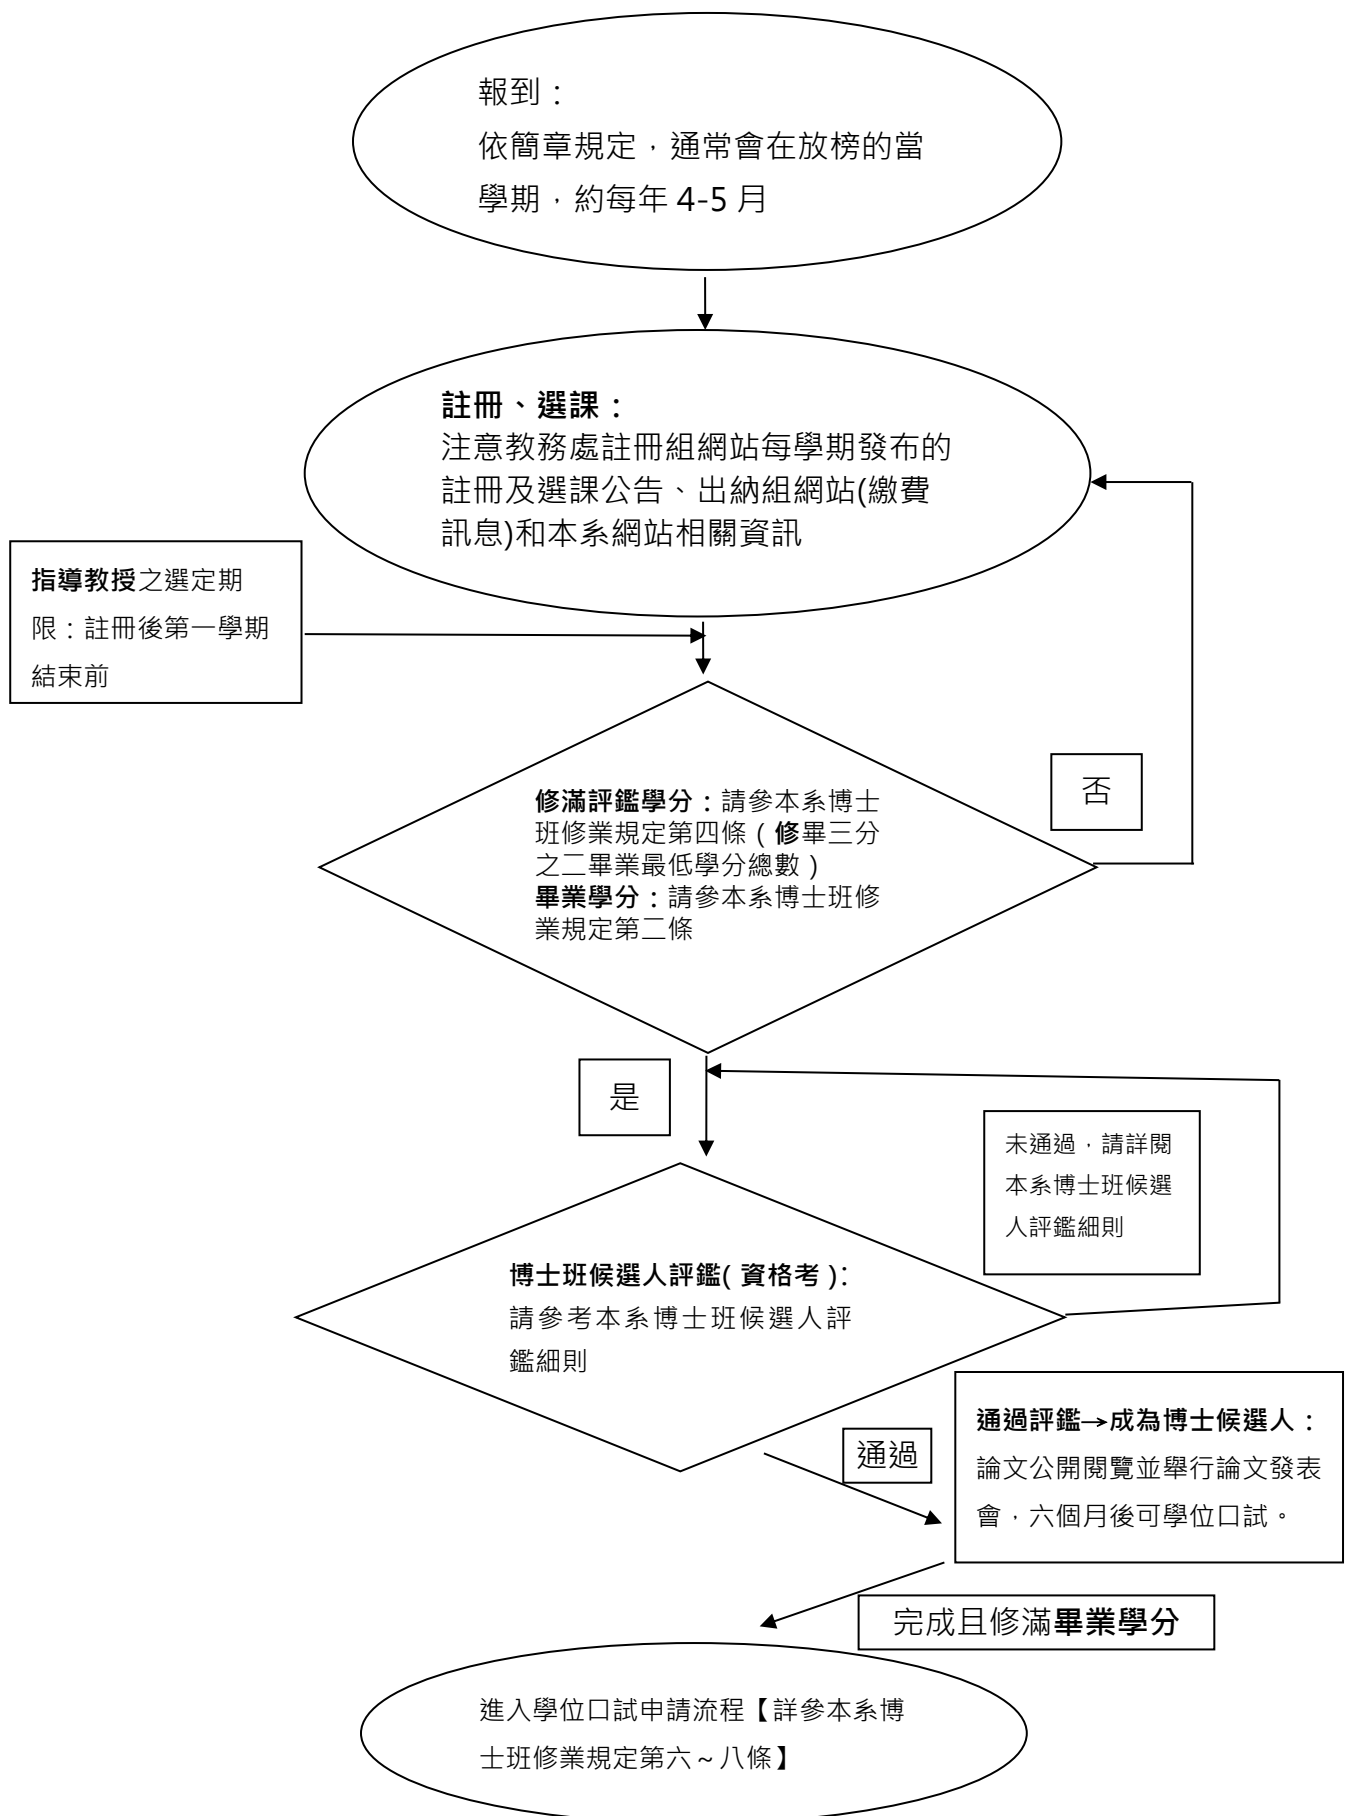 報到：
依簡章規定，通常會在放榜的當
學期，約每年 4-5 月
註冊、選課：
注意教務處註冊組網站每學期發布的
註冊及選課公告、出納組網站(繳費
訊息)和本系網站相關資訊
指導教授之選定期
限：註冊後第一學期
結束前
修滿評鑑學分：請參本系博士
班修業規定第四條（修畢三分
之二畢業最低學分總數）
畢業學分：請參本系博士班修
業規定第二條
否
是
未通過，請詳閱
本系博士班候選
人評鑑細則
博士班候選人評鑑(資格考)：
請參考本系博士班候選人評
鑑細則
通過
通過評鑑→成為博士候選人：
論文公開閱覽並舉行論文發表
會，六個月後可學位口試。
完成且修滿畢業學分
進入學位口試申請流程【詳參本系博
士班修業規定第六～八條】